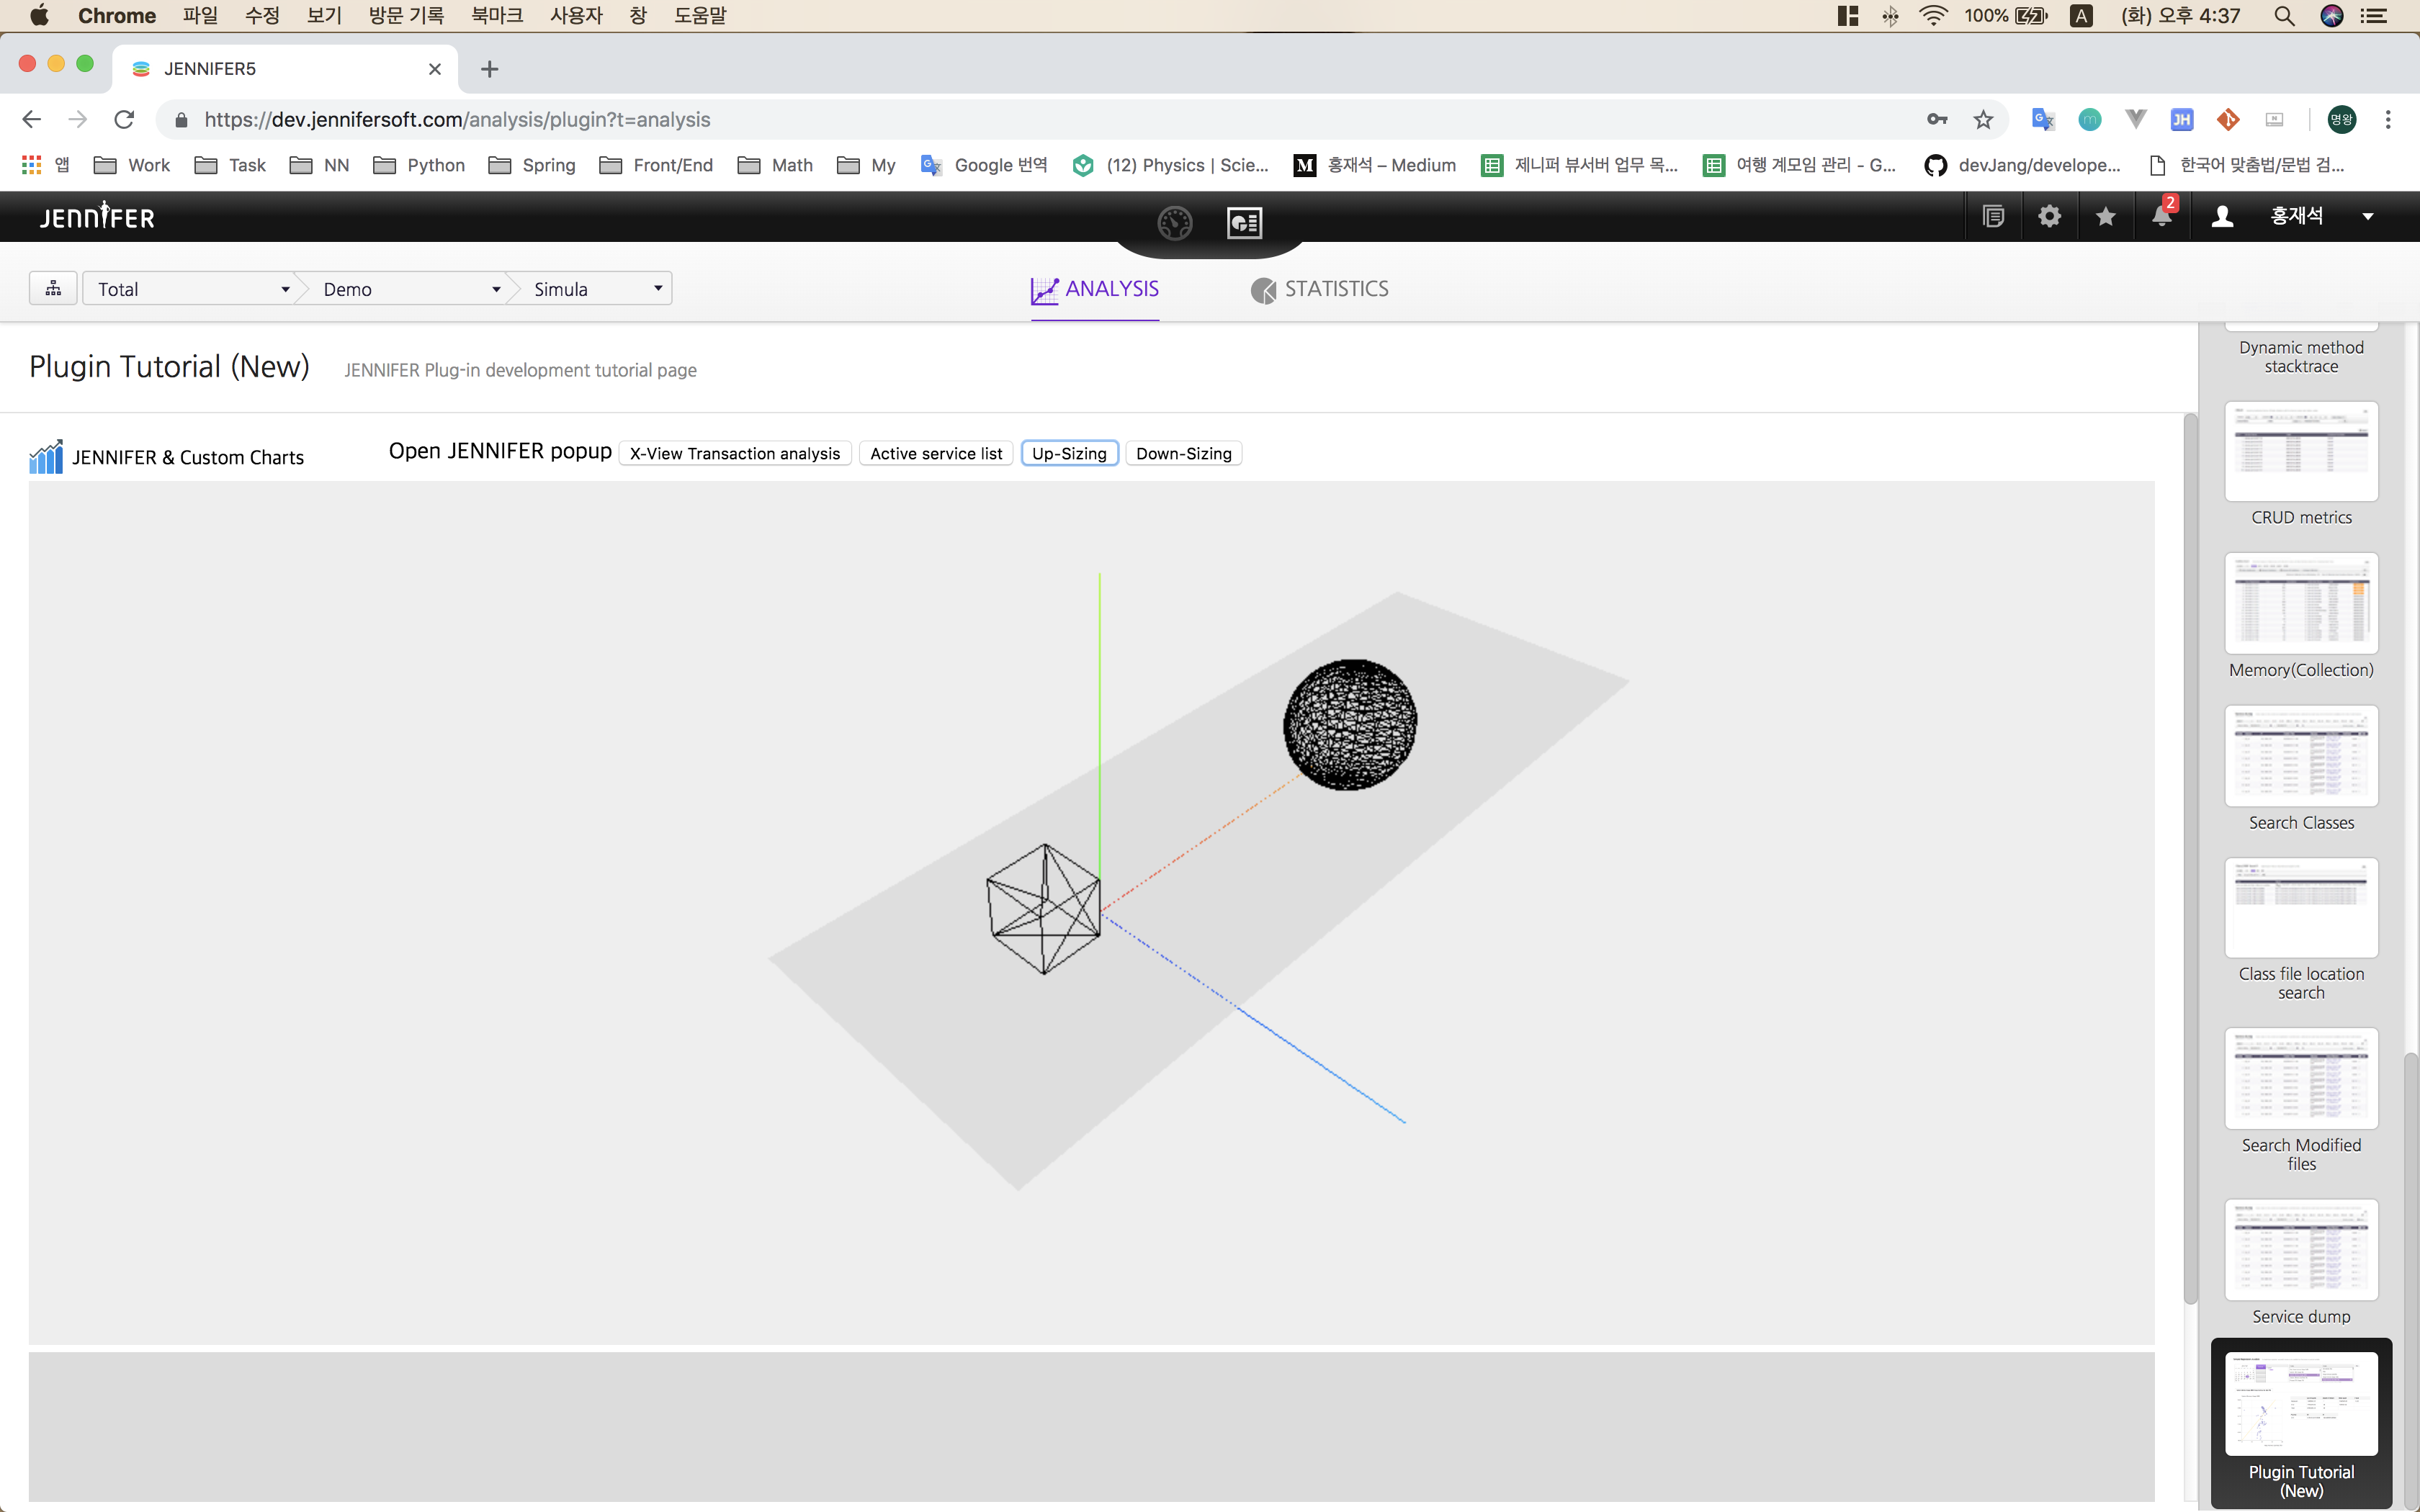 Chrome 파일 수정 보기 방문 기록 북마크 사용자 창 도움말 100% A (화) 오후 4:37
JENNIFER5
https://dev.jennifersoft.com/analysis/plugin?t=analysis JH 명왕
앱 Work Task NN Python Spring Front/End Math My Google 번역 (12) Physics | Scie... M 홍재석 – Medium 제니퍼 뷰서버 업무 목... 여행 계모임 관리 - G... devJang/develope... 한국어 맞춤법/문법 검...
JENNIFER 2 홍재석
Total Demo Simula ANALYSIS STATISTICS
Plugin Tutorial (New) JENNIFER Plug-in development tutorial page
JENNIFER & Custom Charts Open JENNIFER popup X-View Transaction analysis Active service list Up-Sizing Down-Sizing
Dynamic method
stacktrace
CRUD metrics
Memory(Collection)
Search Classes
Class file location
search
Search Modified
files
Service dump
Plugin Tutorial
(New)